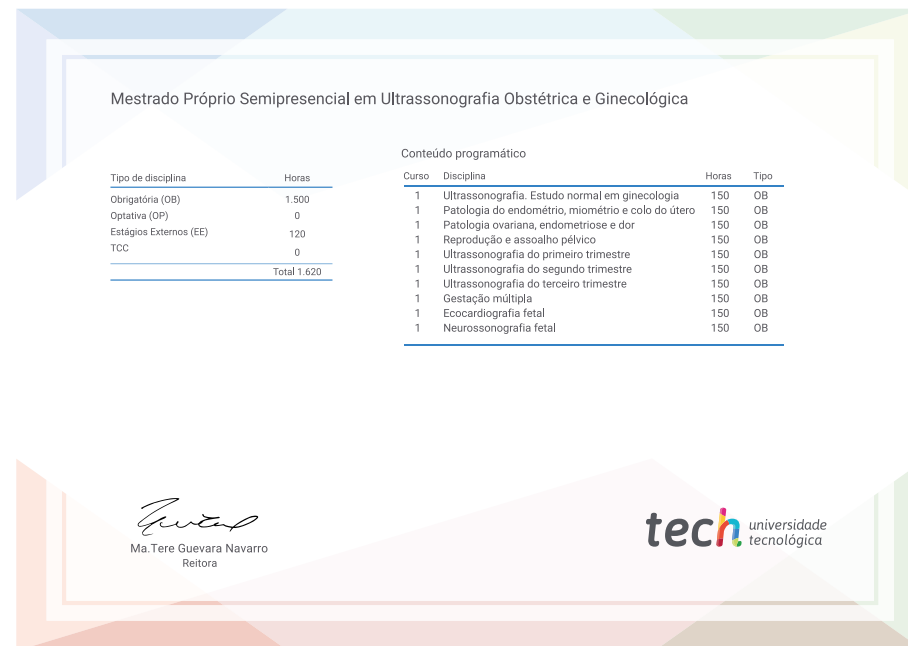 Mestrado Próprio Semipresencial em Ultrassonografia Obstétrica e Ginecológica
Tipo de disciplina Horas
Obrigatória (OB) 1.500
Optativa (OP) 0
Estágios Externos (EE) 120
TCC 0
Total 1.620
Conteúdo programático
Curso Disciplina Horas Tipo
1 Ultrassonografia. Estudo normal em ginecologia 150 OB
1 Patologia do endométrio, miométrio e colo do útero 150 OB
1 Patologia ovariana, endometriose e dor 150 OB
1 Reprodução e assoalho pélvico 150 OB
1 Ultrassonografia do primeiro trimestre 150 OB
1 Ultrassonografia do segundo trimestre 150 OB
1 Ultrassonografia do terceiro trimestre 150 OB
1 Gestação múltipla 150 OB
1 Ecocardiografia fetal 150 OB
1 Neurossonografia fetal 150 OB
Ma.Tere Guevara Navarro
Reitora
tech universidade
tecnológica